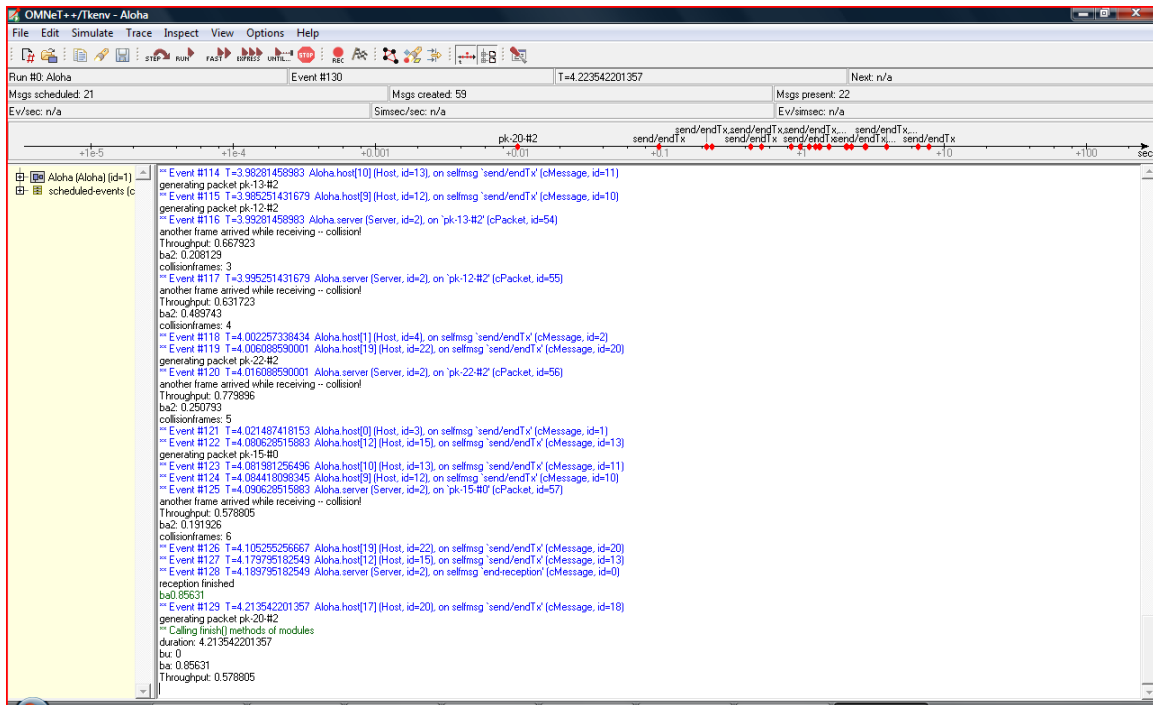 OMNeT++/Tkenv - Aloha
File Edit Simulate Trace Inspect View Options Help
STEP RUN FAST EXPRESS UNTIL... STOP REC
Run #0: Aloha Event #130 T=4.223542201357 Next: n/a
Msgs scheduled: 21 Msgs created: 59 Msgs present: 22
Ev/sec: n/a Simsec/sec: n/a Ev/simsec: n/a
send/endTx,send/endTx,send/endTx,... send/endTx,...
pk-20-#2 send/endTx send/endTx send/endTxsend/endTx,... send/endTx
+1e-5 +1e-4 +0.001 +0.01 +0.1 +1 +10 +100 sec
Aloha (Aloha) (id=1)
scheduled-events (c
** Event #114 T=3.98281458983 Aloha.host[10] (Host, id=13), on selfmsg `send/endTx' (cMessage, id=11)
generating packet pk-13-#2
** Event #115 T=3.985251431679 Aloha.host[9] (Host, id=12), on selfmsg `send/endTx' (cMessage, id=10)
generating packet pk-12-#2
** Event #116 T=3.99281458983 Aloha.server (Server, id=2), on `pk-13-#2' (cPacket, id=54)
another frame arrived while receiving -- collision!
Throughput: 0.667923
ba2: 0.208129
collisionframes: 3
** Event #117 T=3.995251431679 Aloha.server (Server, id=2), on `pk-12-#2' (cPacket, id=55)
another frame arrived while receiving -- collision!
Throughput: 0.631723
ba2: 0.489743
collisionframes: 4
** Event #118 T=4.002257338434 Aloha.host[1] (Host, id=4), on selfmsg `send/endTx' (cMessage, id=2)
** Event #119 T=4.006088590001 Aloha.host[19] (Host, id=22), on selfmsg `send/endTx' (cMessage, id=20)
generating packet pk-22-#2
** Event #120 T=4.016088590001 Aloha.server (Server, id=2), on `pk-22-#2' (cPacket, id=56)
another frame arrived while receiving -- collision!
Throughput: 0.779896
ba2: 0.250793
collisionframes: 5
** Event #121 T=4.021487418153 Aloha.host[0] (Host, id=3), on selfmsg `send/endTx' (cMessage, id=1)
** Event #122 T=4.080628515883 Aloha.host[12] (Host, id=15), on selfmsg `send/endTx' (cMessage, id=13)
generating packet pk-15-#0
** Event #123 T=4.081981256496 Aloha.host[10] (Host, id=13), on selfmsg `send/endTx' (cMessage, id=11)
** Event #124 T=4.084418098345 Aloha.host[9] (Host, id=12), on selfmsg `send/endTx' (cMessage, id=10)
** Event #125 T=4.090628515883 Aloha.server (Server, id=2), on `pk-15-#0' (cPacket, id=57)
another frame arrived while receiving -- collision!
Throughput: 0.578805
ba2: 0.191926
collisionframes: 6
** Event #126 T=4.105255256667 Aloha.host[19] (Host, id=22), on selfmsg `send/endTx' (cMessage, id=20)
** Event #127 T=4.179795182549 Aloha.host[12] (Host, id=15), on selfmsg `send/endTx' (cMessage, id=13)
** Event #128 T=4.189795182549 Aloha.server (Server, id=2), on selfmsg `end-reception' (cMessage, id=0)
reception finished
ba0.85631
** Event #129 T=4.213542201357 Aloha.host[17] (Host, id=20), on selfmsg `send/endTx' (cMessage, id=18)
generating packet pk-20-#2
** Calling finish() methods of modules
duration: 4.213542201357
bu: 0
ba: 0.85631
Throughput: 0.578805